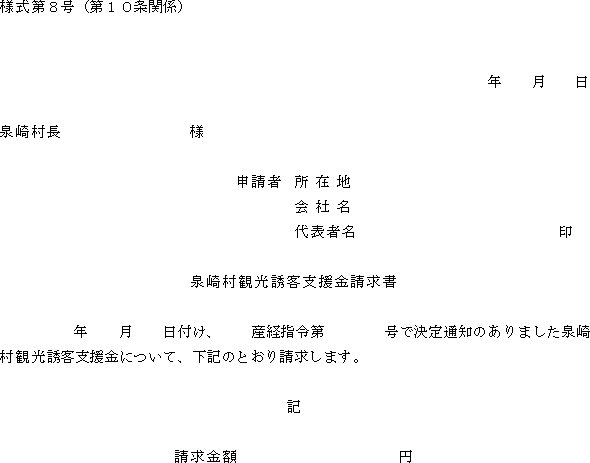 様式第８号（第１０条関係）
年　　月　　日
泉崎村長　　　　　　　　様
申請者　所 在 地
会 社 名
代表者名　　　　　　　　　　　　　印
泉崎村観光誘客支援金請求書
年　　月　　日付け、　　産経指令第　　　　号で決定通知のありました泉崎
村観光誘客支援金について、下記のとおり請求します。
記
請求金額　　　　　　　　　　円